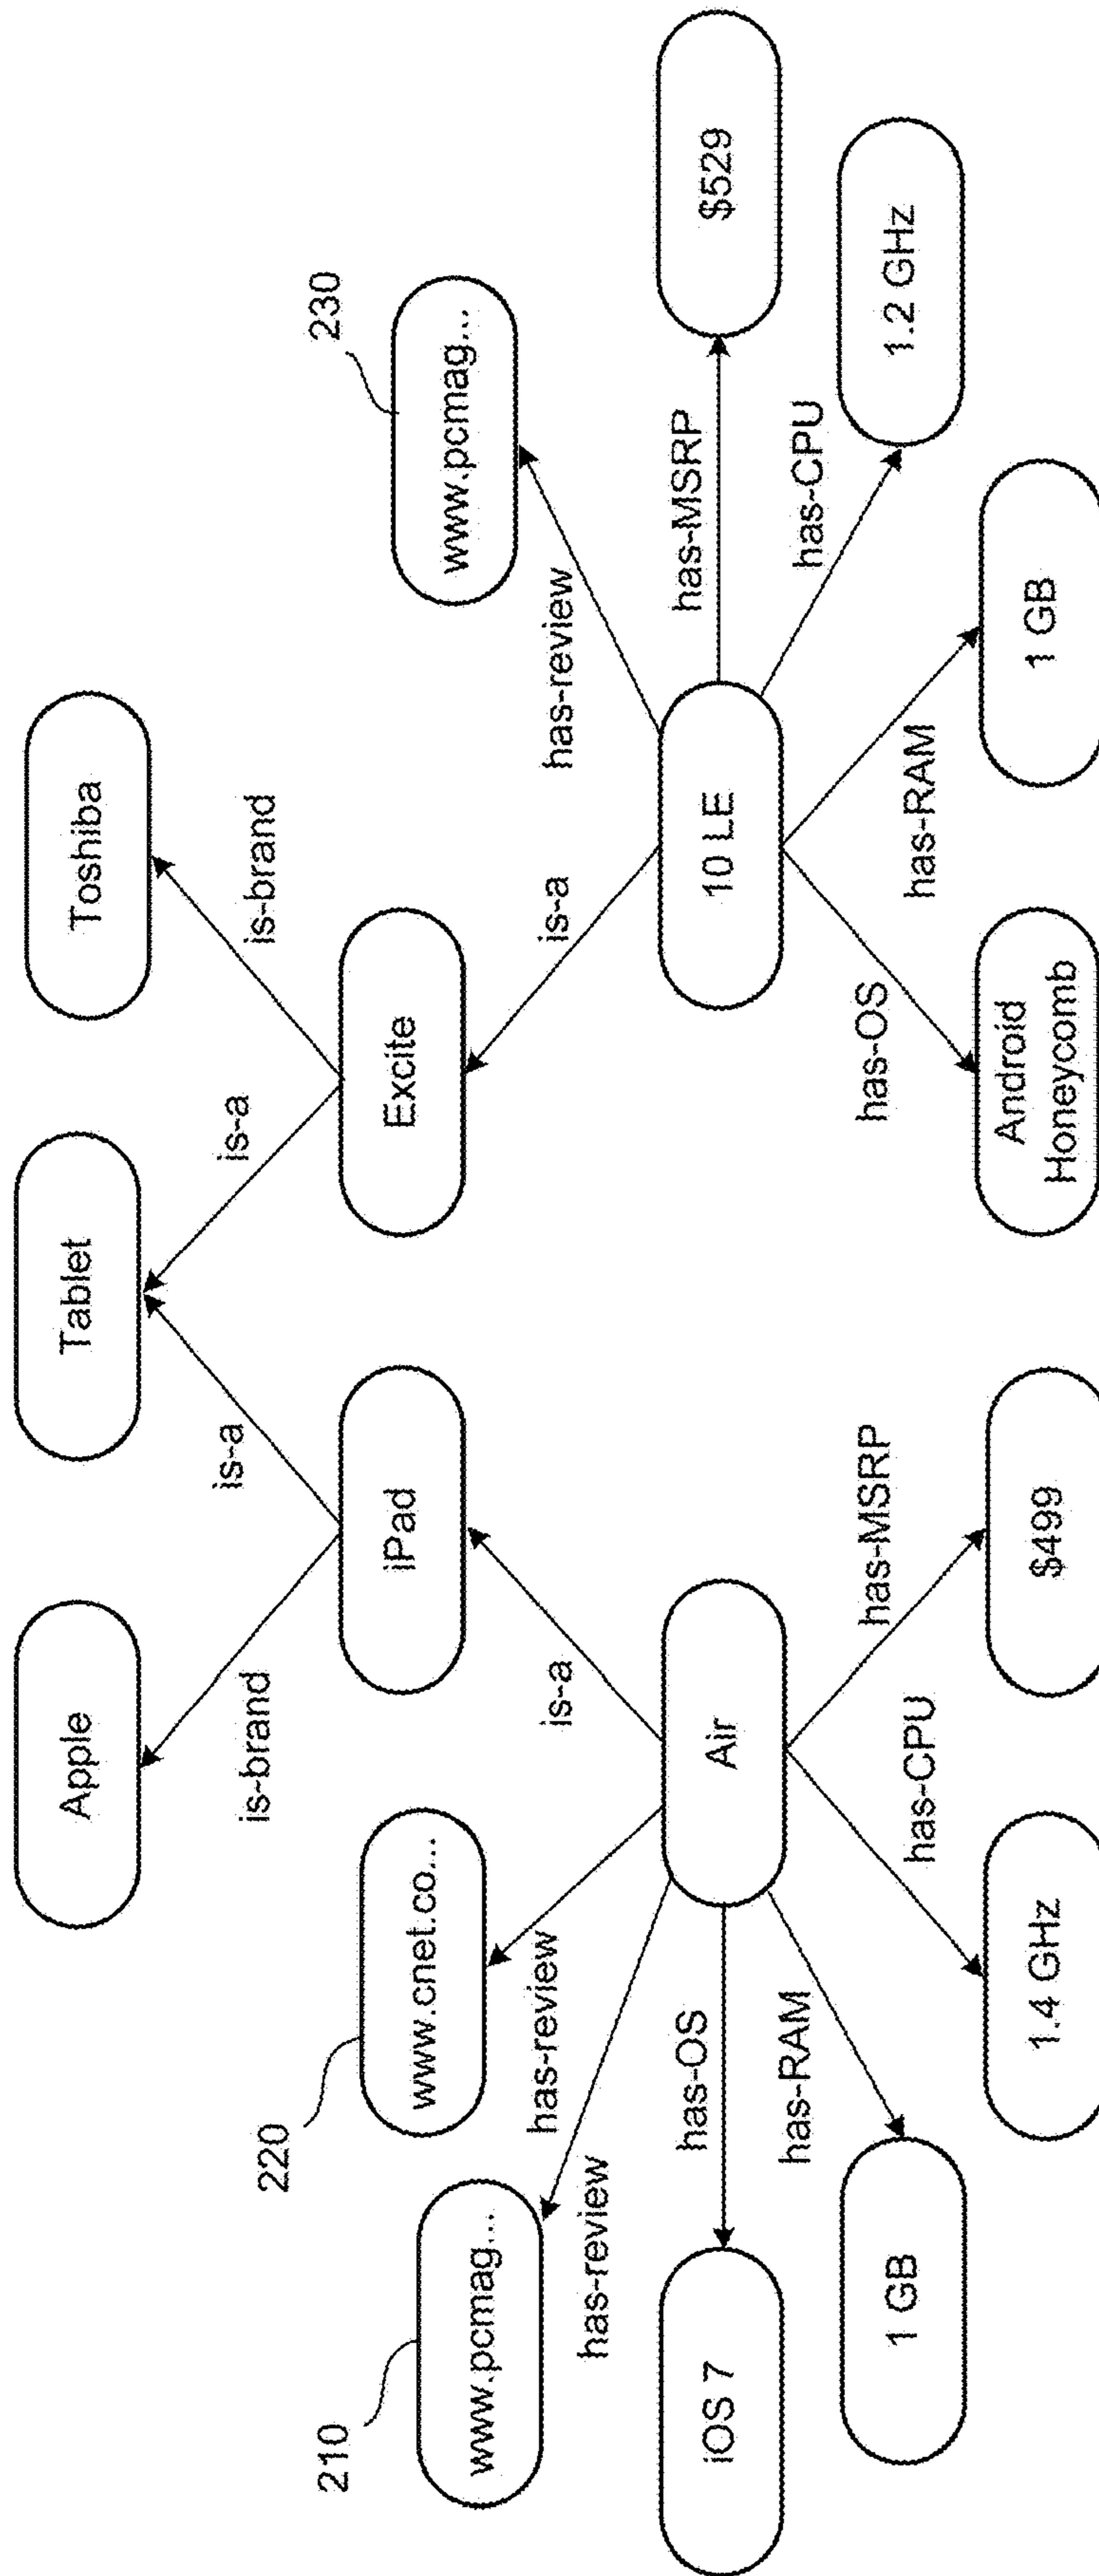 Apple
Tablet
Toshiba
is-brand
is-a
is-a
is-brand
220
www.cnet.co...
iPad
Excite
230
www.pcmag...
210
www.pcmag...
has-review
has-review
is-a
is-a
has-review
iOS 7
has-OS
Air
10 LE
has-MSRP
$529
1 GB
has-RAM
has-CPU
has-MSRP
has-OS
has-RAM
has-CPU
1.2 GHz
1.4 GHz
$499
Android
Honeycomb
1 GB